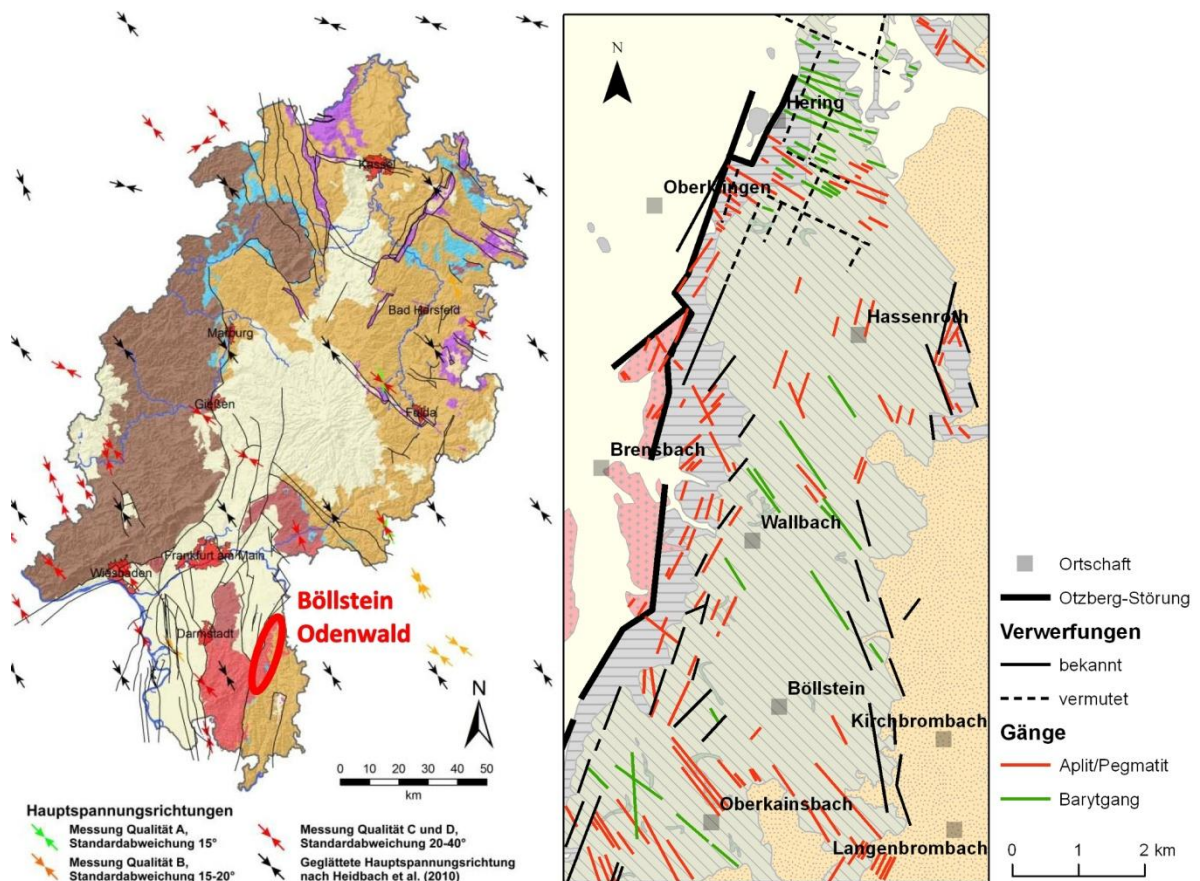 Kassel
Bad Hersfeld
Marburg
Gießen
Fulda
Frankfurt am Main
Wiesbaden
Darmstadt
Böllstein
Odenwald
N
0 10 20 30 40 50
km
Hauptspannungsrichtungen
Messung Qualität A,
Standardabweichung 15°
Messung Qualität B,
Standardabweichung 15-20°
Messung Qualität C und D,
Standardabweichung 20-40°
Geglättete Hauptspannungsrichtung
nach Heidbach et al. (2010)
N
Hering
Oberklingen
Hassenroth
Brensbach
Wallbach
Böllstein
Kirchbrombach
Oberkainsbach
Langenbrombach
Ortschaft
Otzberg-Störung
Verwerfungen
bekannt
vermutet
Gänge
Aplit/Pegmatit
Barytgang
0 1 2 km